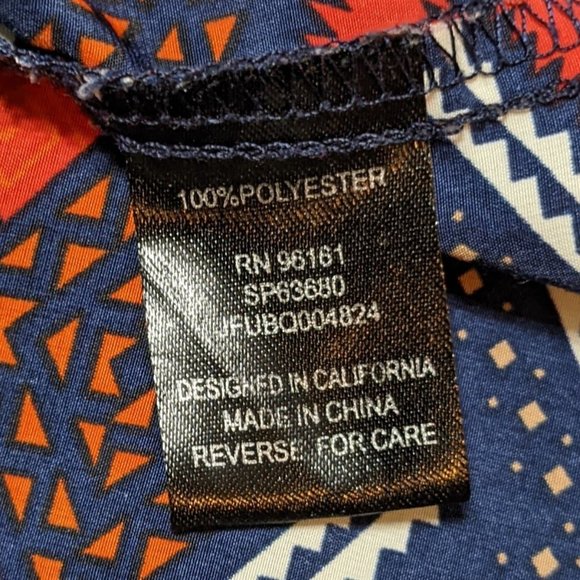 100%POLYESTER
RN 96161
SP63680
JFUBQ004824
DESIGNED IN CALIFORNIA
MADE IN CHINA
REVERSE FOR CARE